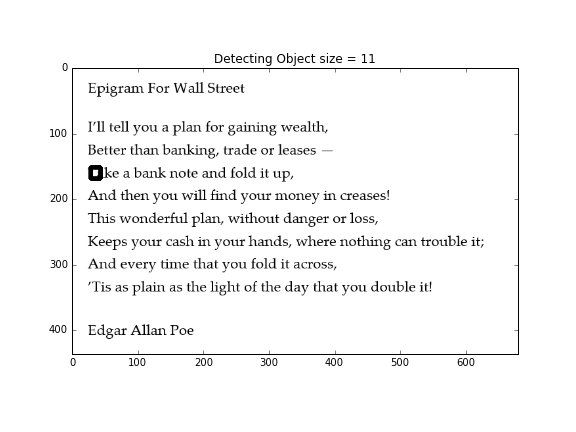 Detecting Object size = 11
0
Epigram For Wall Street
100
I'll tell you a plan for gaining wealth,
Better than banking, trade or leases —
ke a bank note and fold it up,
200
And then you will find your money in creases!
This wonderful plan, without danger or loss,
Keeps your cash in your hands, where nothing can trouble it;
300
And every time that you fold it across,
'Tis as plain as the light of the day that you double it!
400
Edgar Allan Poe
0 100 200 300 400 500 600